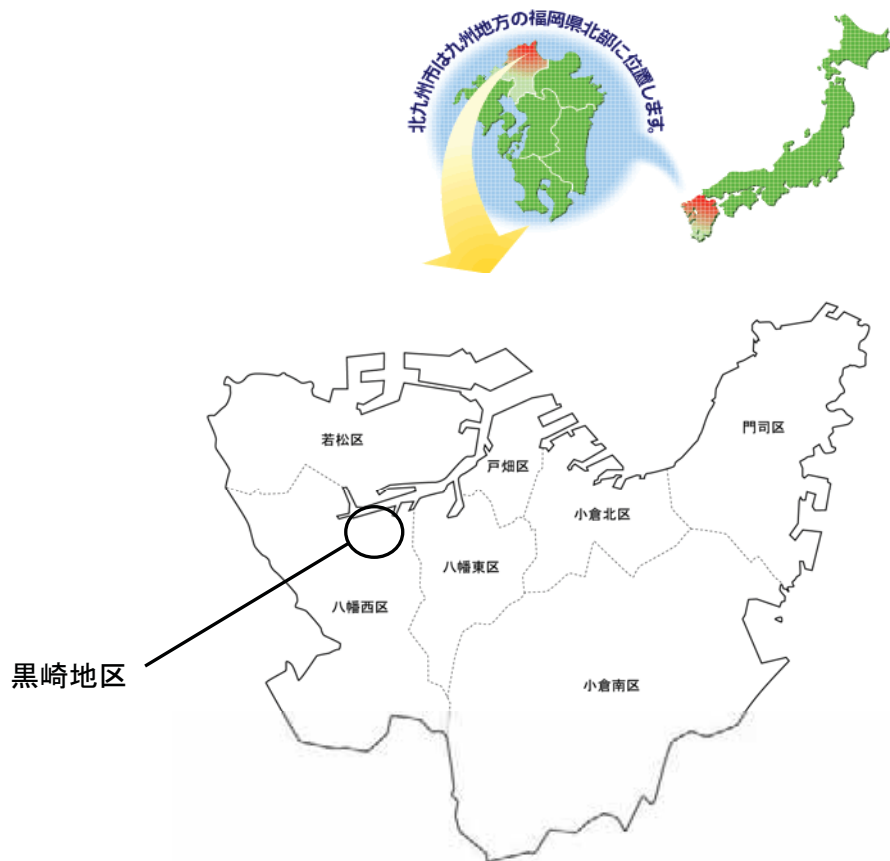 北九州市は九州地方の福岡県北部に位置します。
門司区
若松区
戸畑区
小倉北区
八幡東区
八幡西区
黒崎地区
小倉南区